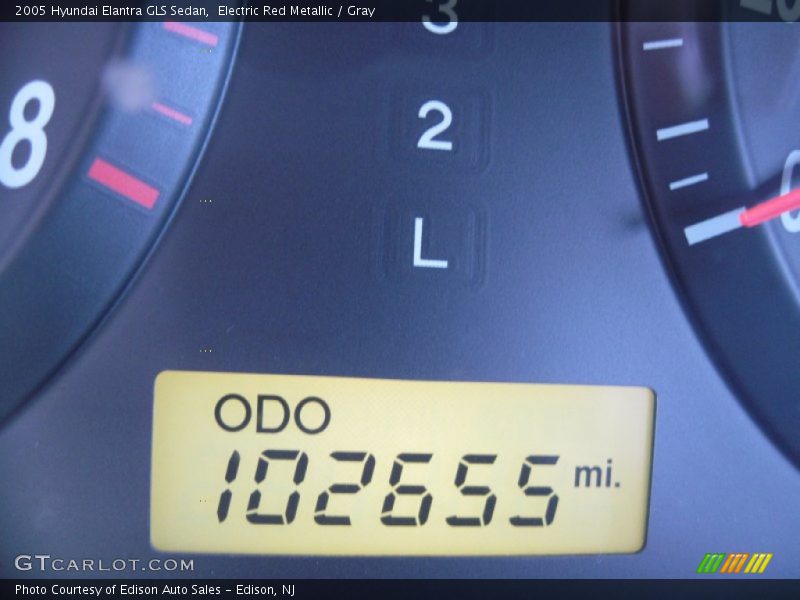 2005 Hyundai Elantra GLS Sedan,  Electric Red Metallic / Gray
3
2
8
L
0
ODO
102655 mi.
GTCARLOT.COM
Photo Courtesy of Edison Auto Sales - Edison, NJ